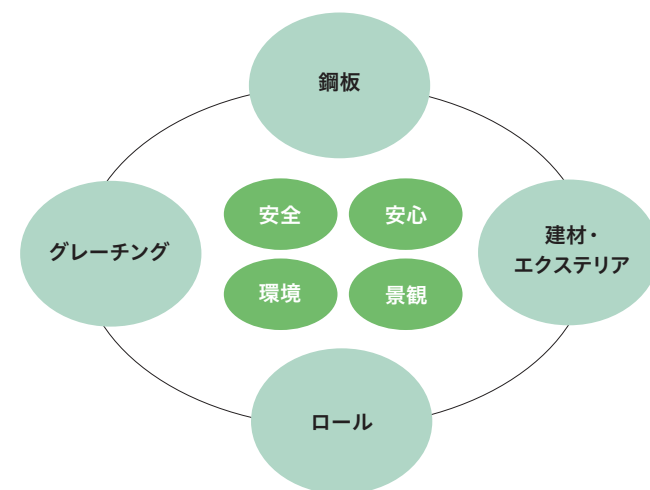 鋼板
安全
安心
グレーチング
建材・
エクステリア
環境
景観
ロール